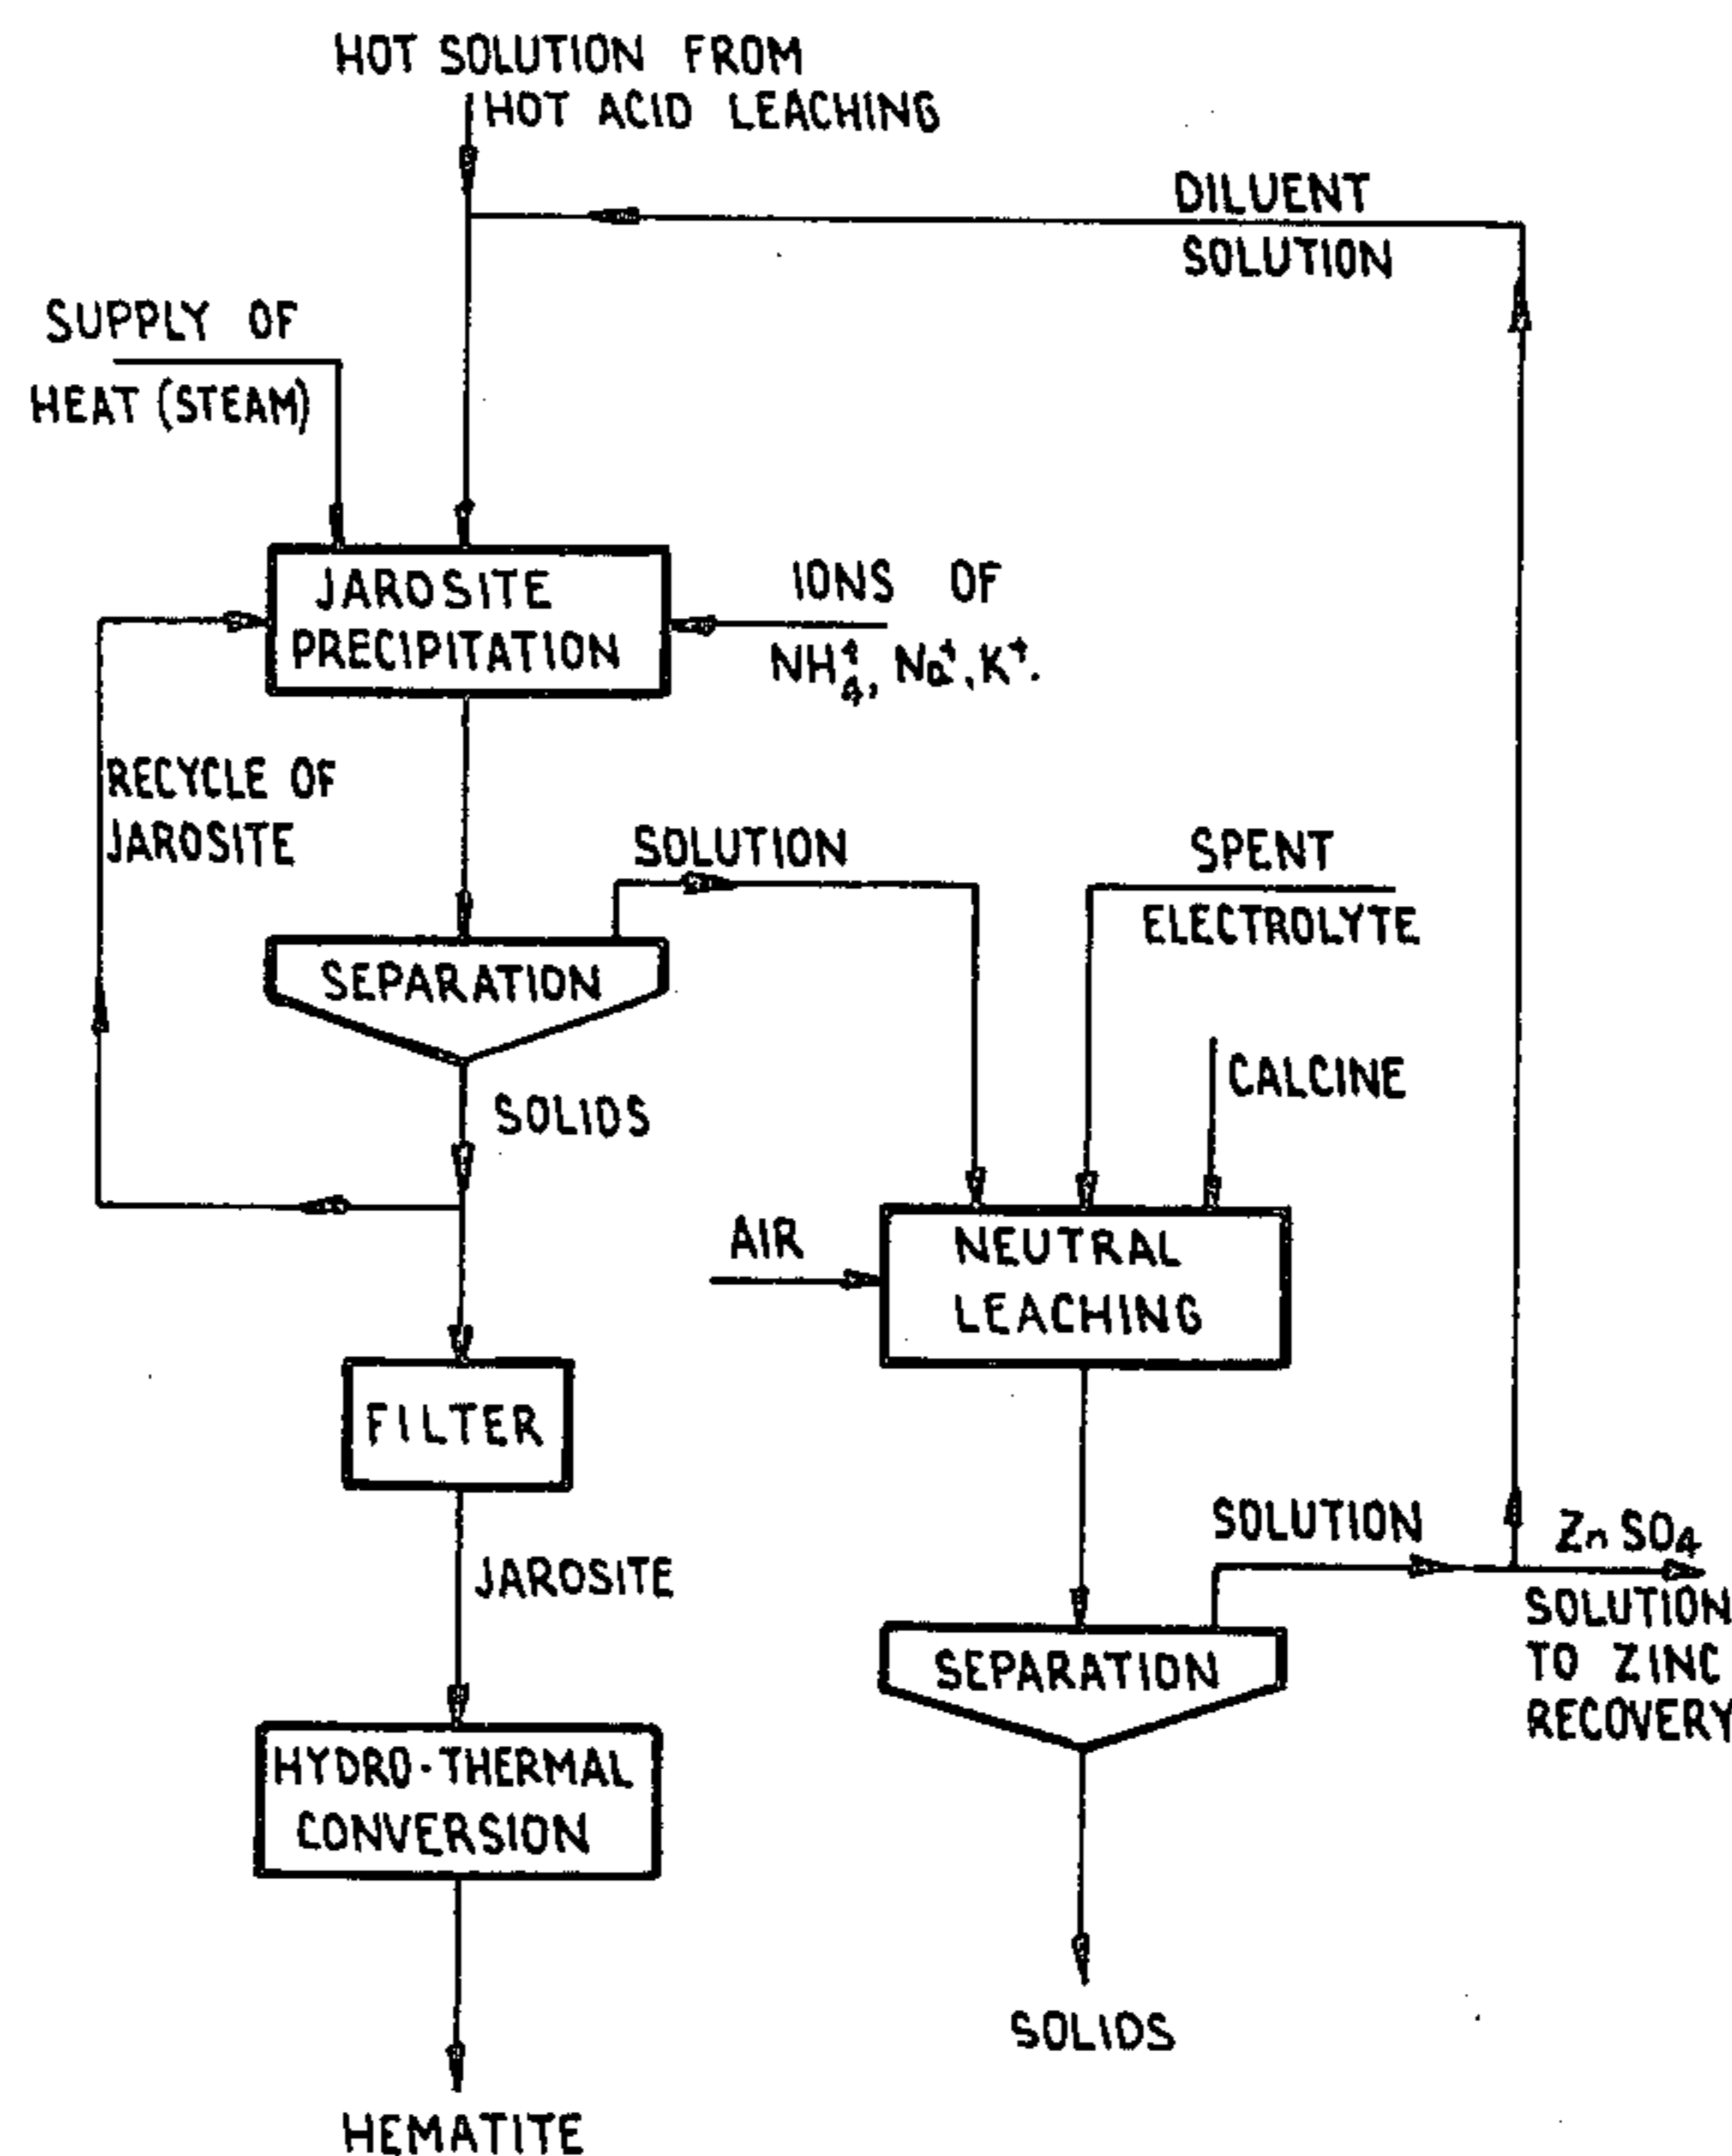 HOT SOLUTION FROM
HOT ACID LEACHING
DILUENT
SOLUTION
SUPPLY OF
HEAT (STEAM)
JAROSITE
PRECIPITATION
IONS OF
NH₄⁺, Na⁺, K⁺.
RECYCLE OF
JAROSITE
SOLUTION
SPENT
ELECTROLYTE
SEPARATION
CALCINE
SOLIDS
AIR
NEUTRAL
LEACHING
FILTER
JAROSITE
SOLUTION
ZnSO₄
SOLUTION
TO ZINC
RECOVERY
SEPARATION
HYDRO-THERMAL
CONVERSION
SOLIDS
HEMATITE